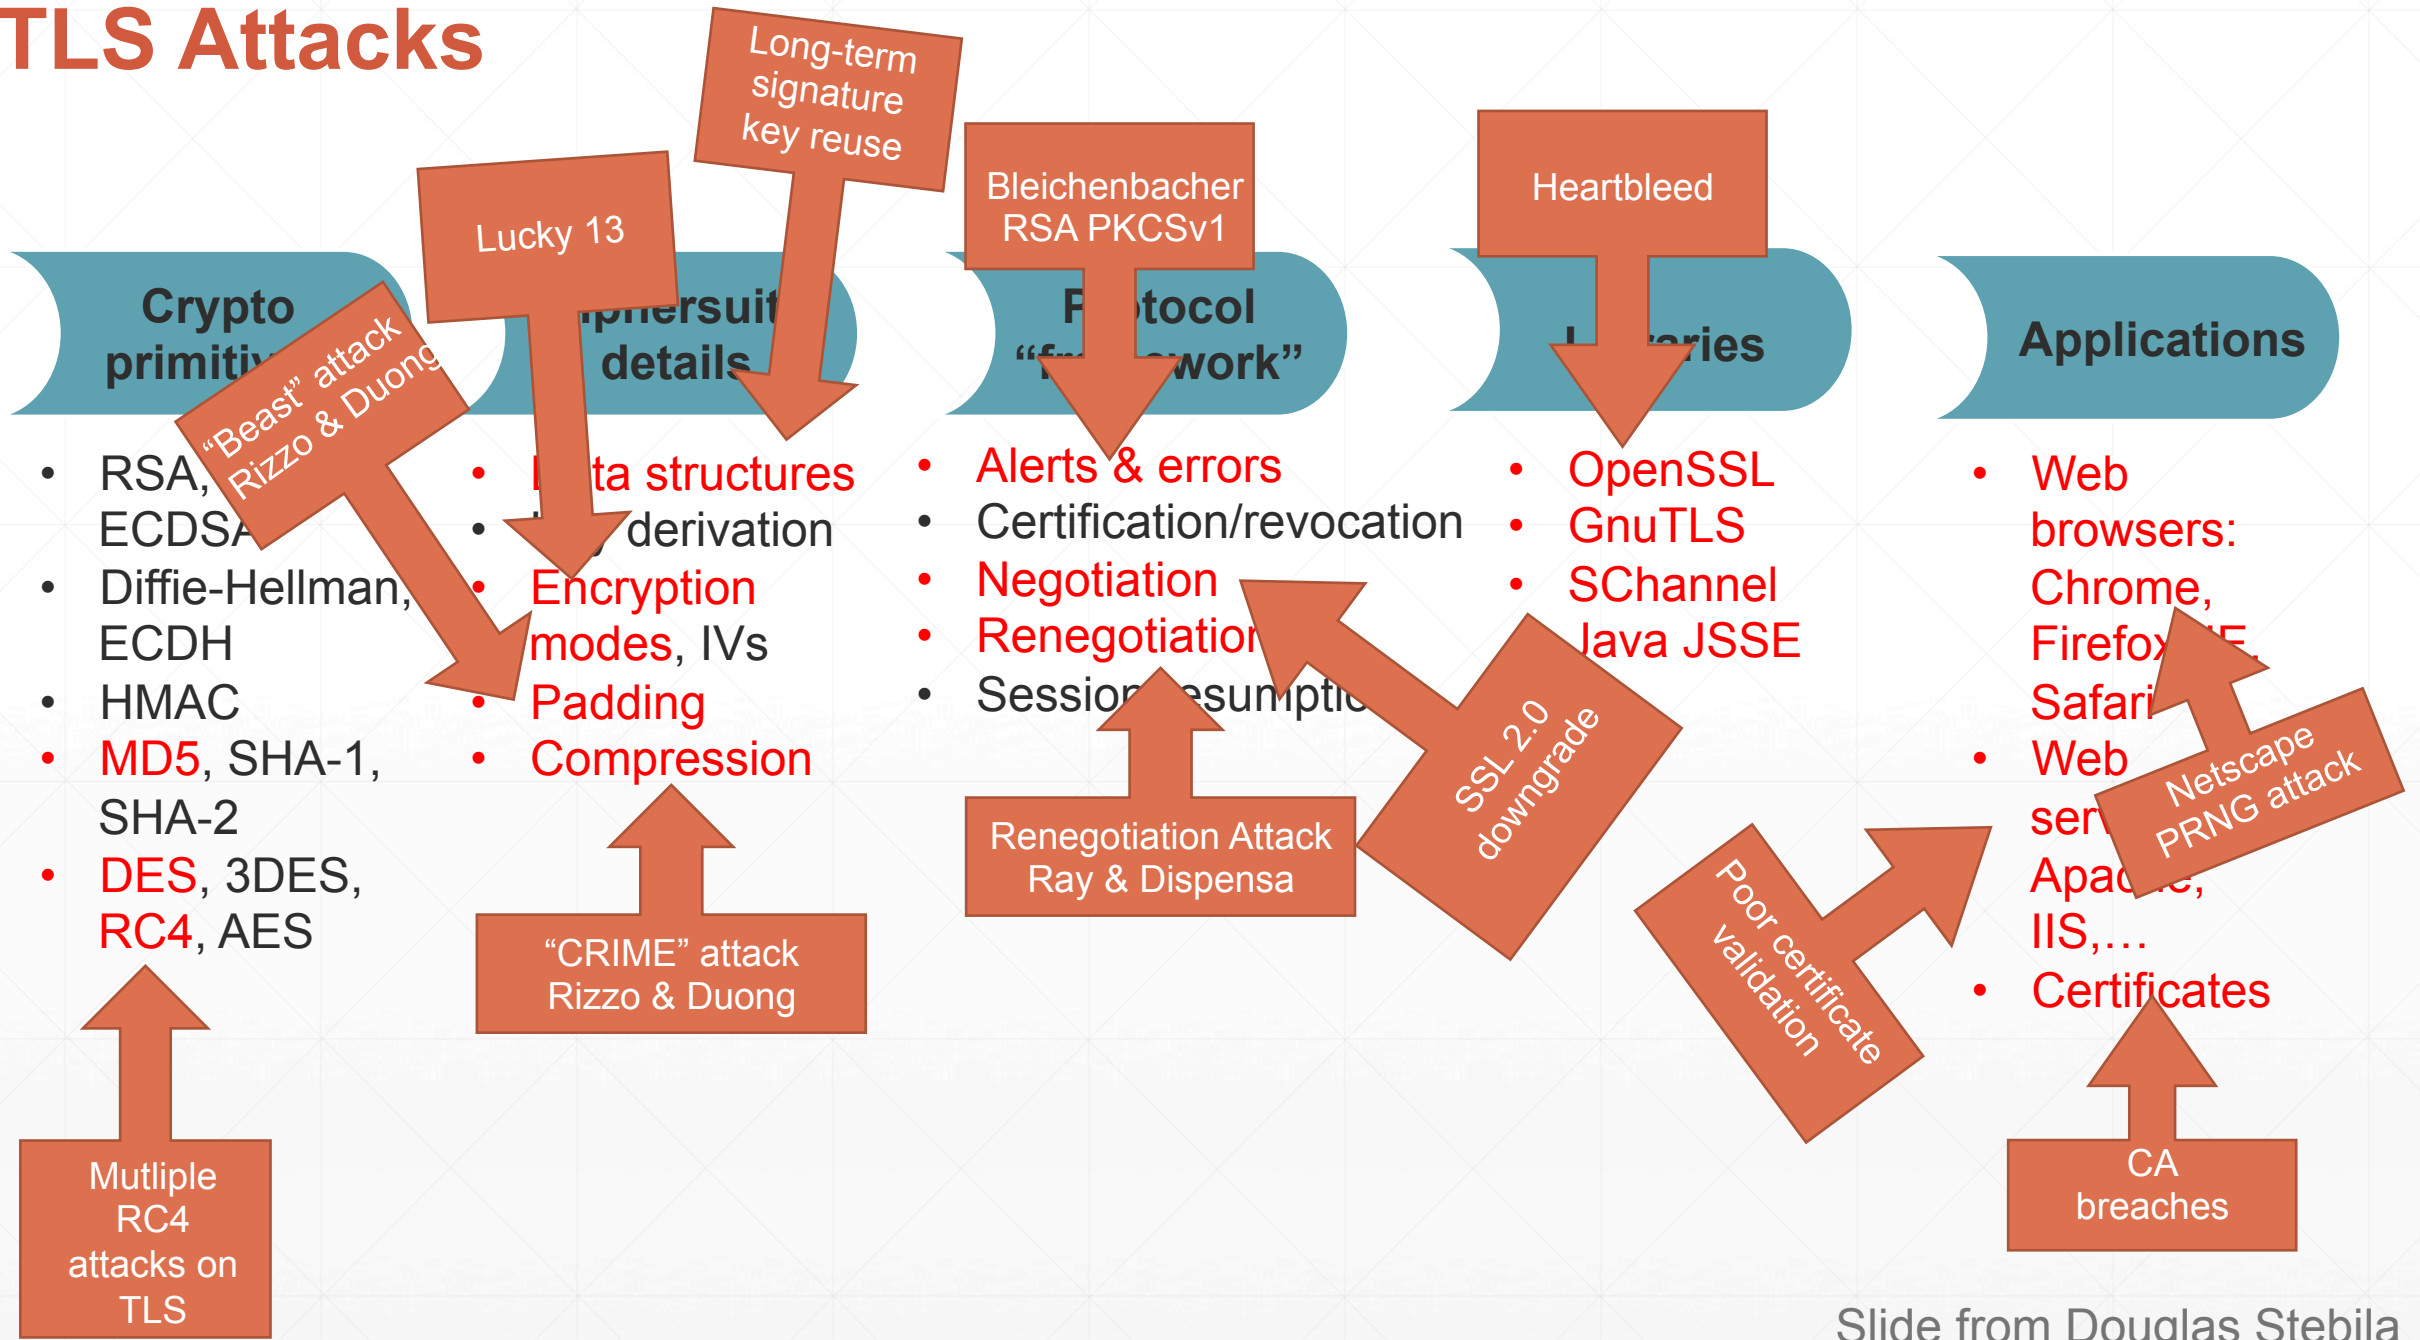 TLS Attacks
Long-term
signature
key reuse
Lucky 13
Bleichenbacher
RSA PKCSv1
Heartbleed
Crypto
details
Applications
“Beast” attack
Rizzo & Duong
RSA,
Diffie-Hellman,
ECDH
HMAC
MD5, SHA-1,
SHA-2
DES, 3DES,
RC4, AES
Mutliple
RC4
attacks on
TLS
structures
derivation
Encryption
modes, IVs
Padding
Compression
“CRIME” attack
Rizzo & Duong
Alerts & errors
Certification/revocation
Negotiation
Renegotiation
Session
Renegotiation Attack
Ray & Dispensa
SSL 2.0
downgrade
OpenSSL
GnuTLS
SChannel
Java JSSE
Web
browsers:
Chrome,
Firefox
Safari
Web
Apache,
IIS,…
Certificates
Netscape
PRNG attack
Poor certificate
validation
CA
breaches
Slide from Douglas Stebila